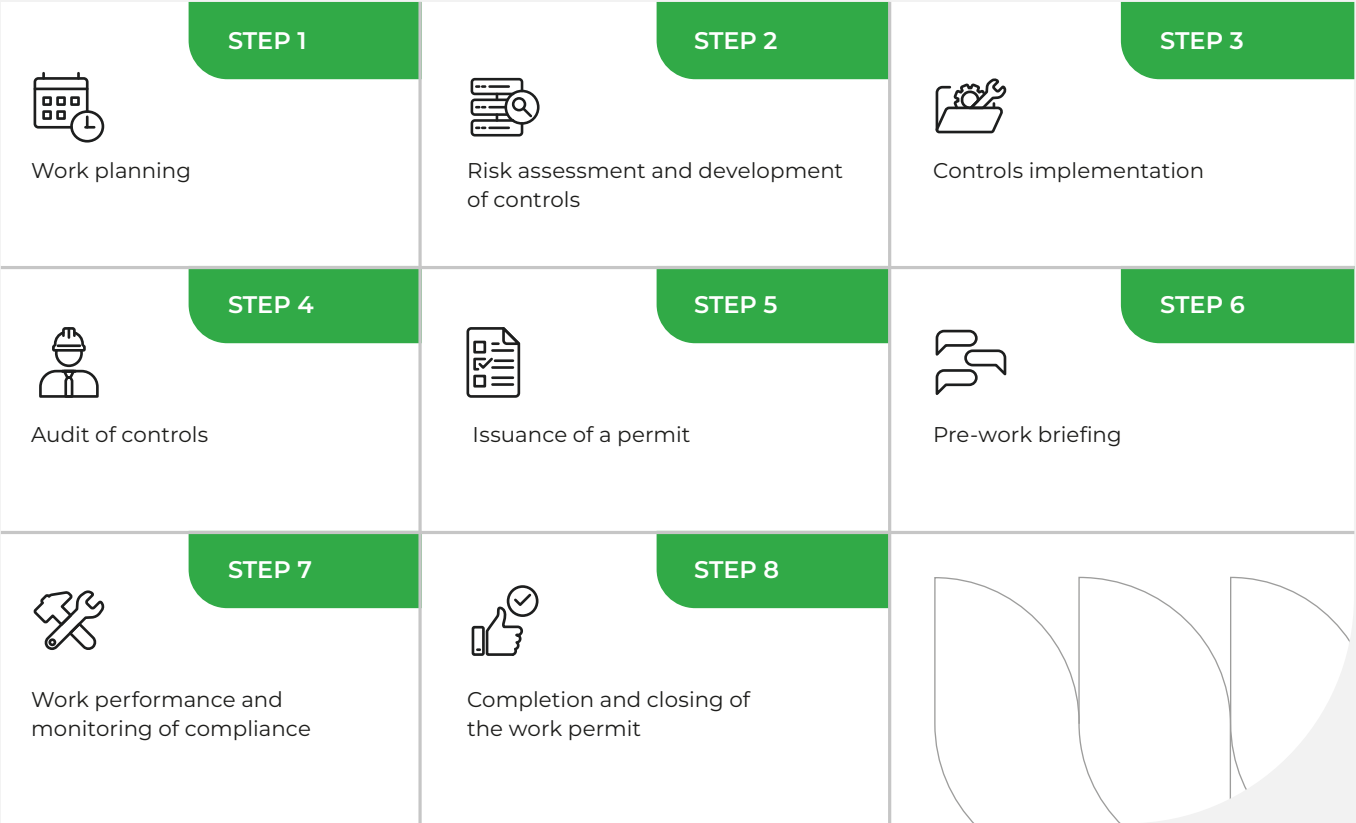 STEP 1
Work planning
STEP 2
Risk assessment and development
of controls
STEP 3
Controls implementation
STEP 4
Audit of controls
STEP 5
Issuance of a permit
STEP 6
Pre-work briefing
STEP 7
Work performance and
monitoring of compliance
STEP 8
Completion and closing of
the work permit